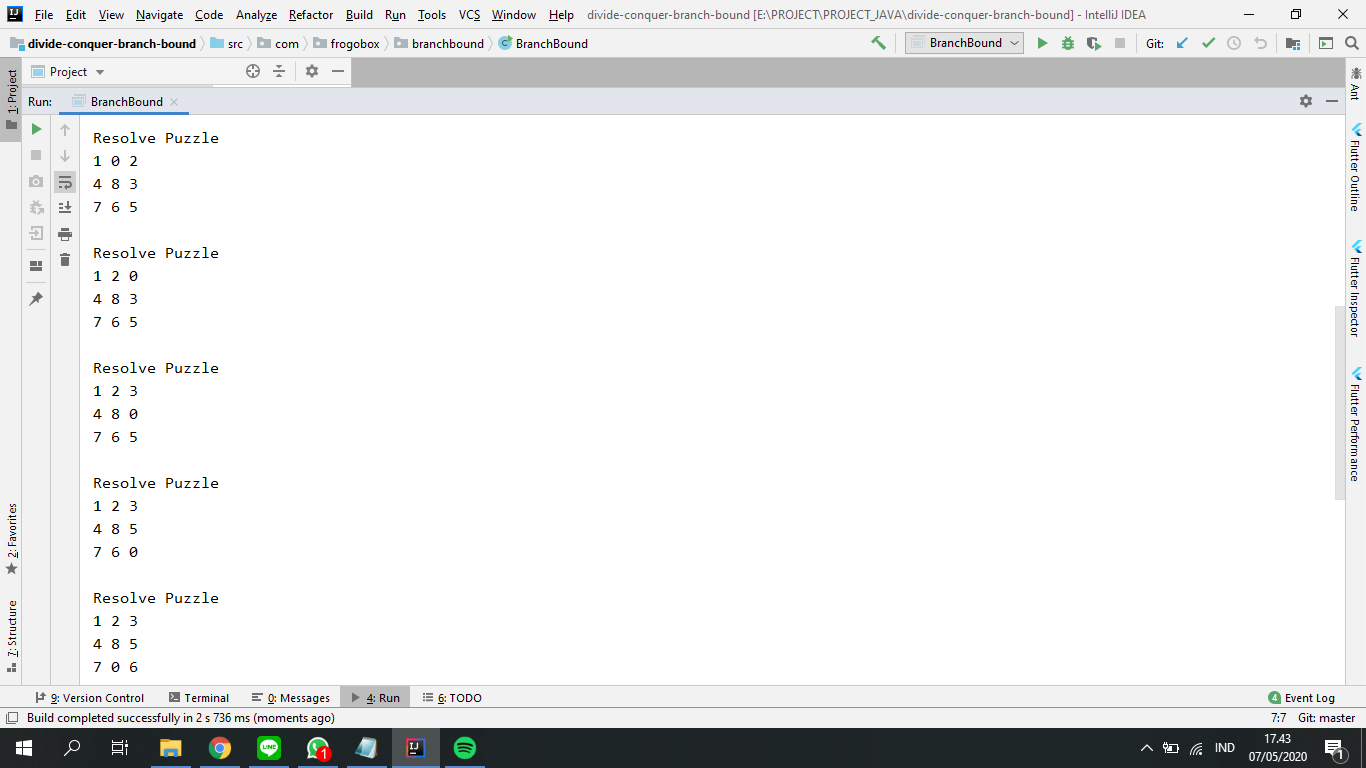 File Edit View Navigate Code Analyze Refactor Build Run Tools VCS Window Help divide-conquer-branch-bound [E:\PROJECT\PROJECT_JAVA\divide-conquer-branch-bound] - IntelliJ IDEA
divide-conquer-branch-bound src com frogobox branchbound BranchBound BranchBound Git:
1: Project
Project
Ant
Run: BranchBound
Resolve Puzzle
1 0 2
4 8 3
7 6 5
Resolve Puzzle
1 2 0
4 8 3
7 6 5
Resolve Puzzle
1 2 3
4 8 0
7 6 5
Resolve Puzzle
1 2 3
4 8 5
7 6 0
Resolve Puzzle
1 2 3
4 8 5
7 0 6
Flutter Outline
Flutter Inspector
Flutter Performance
2: Favorites
7: Structure
9: Version Control Terminal 0: Messages 4: Run 6: TODO 4 Event Log
Build completed successfully in 2 s 736 ms (moments ago) 7:7 Git: master
LINE 1 IJ IND 17.43 1
07/05/2020